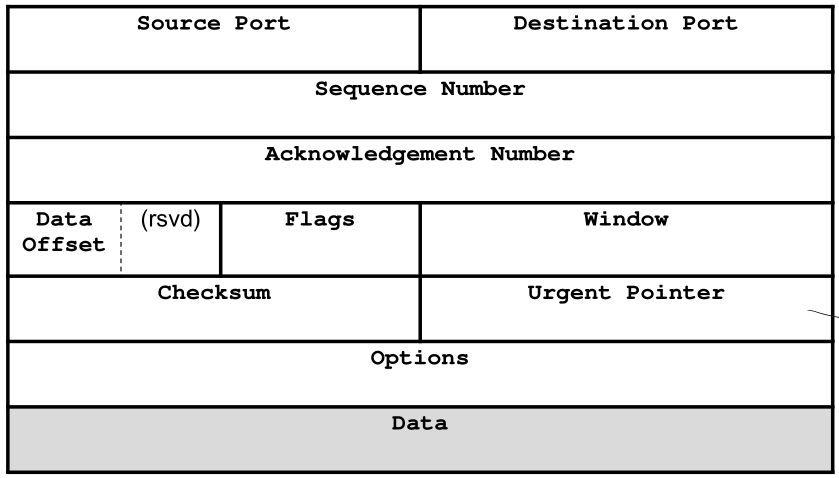 Source Port
Destination Port
Sequence Number
Acknowledgement Number
Data
Offset
(rsvd)
Flags
Window
Checksum
Urgent Pointer
Options
Data